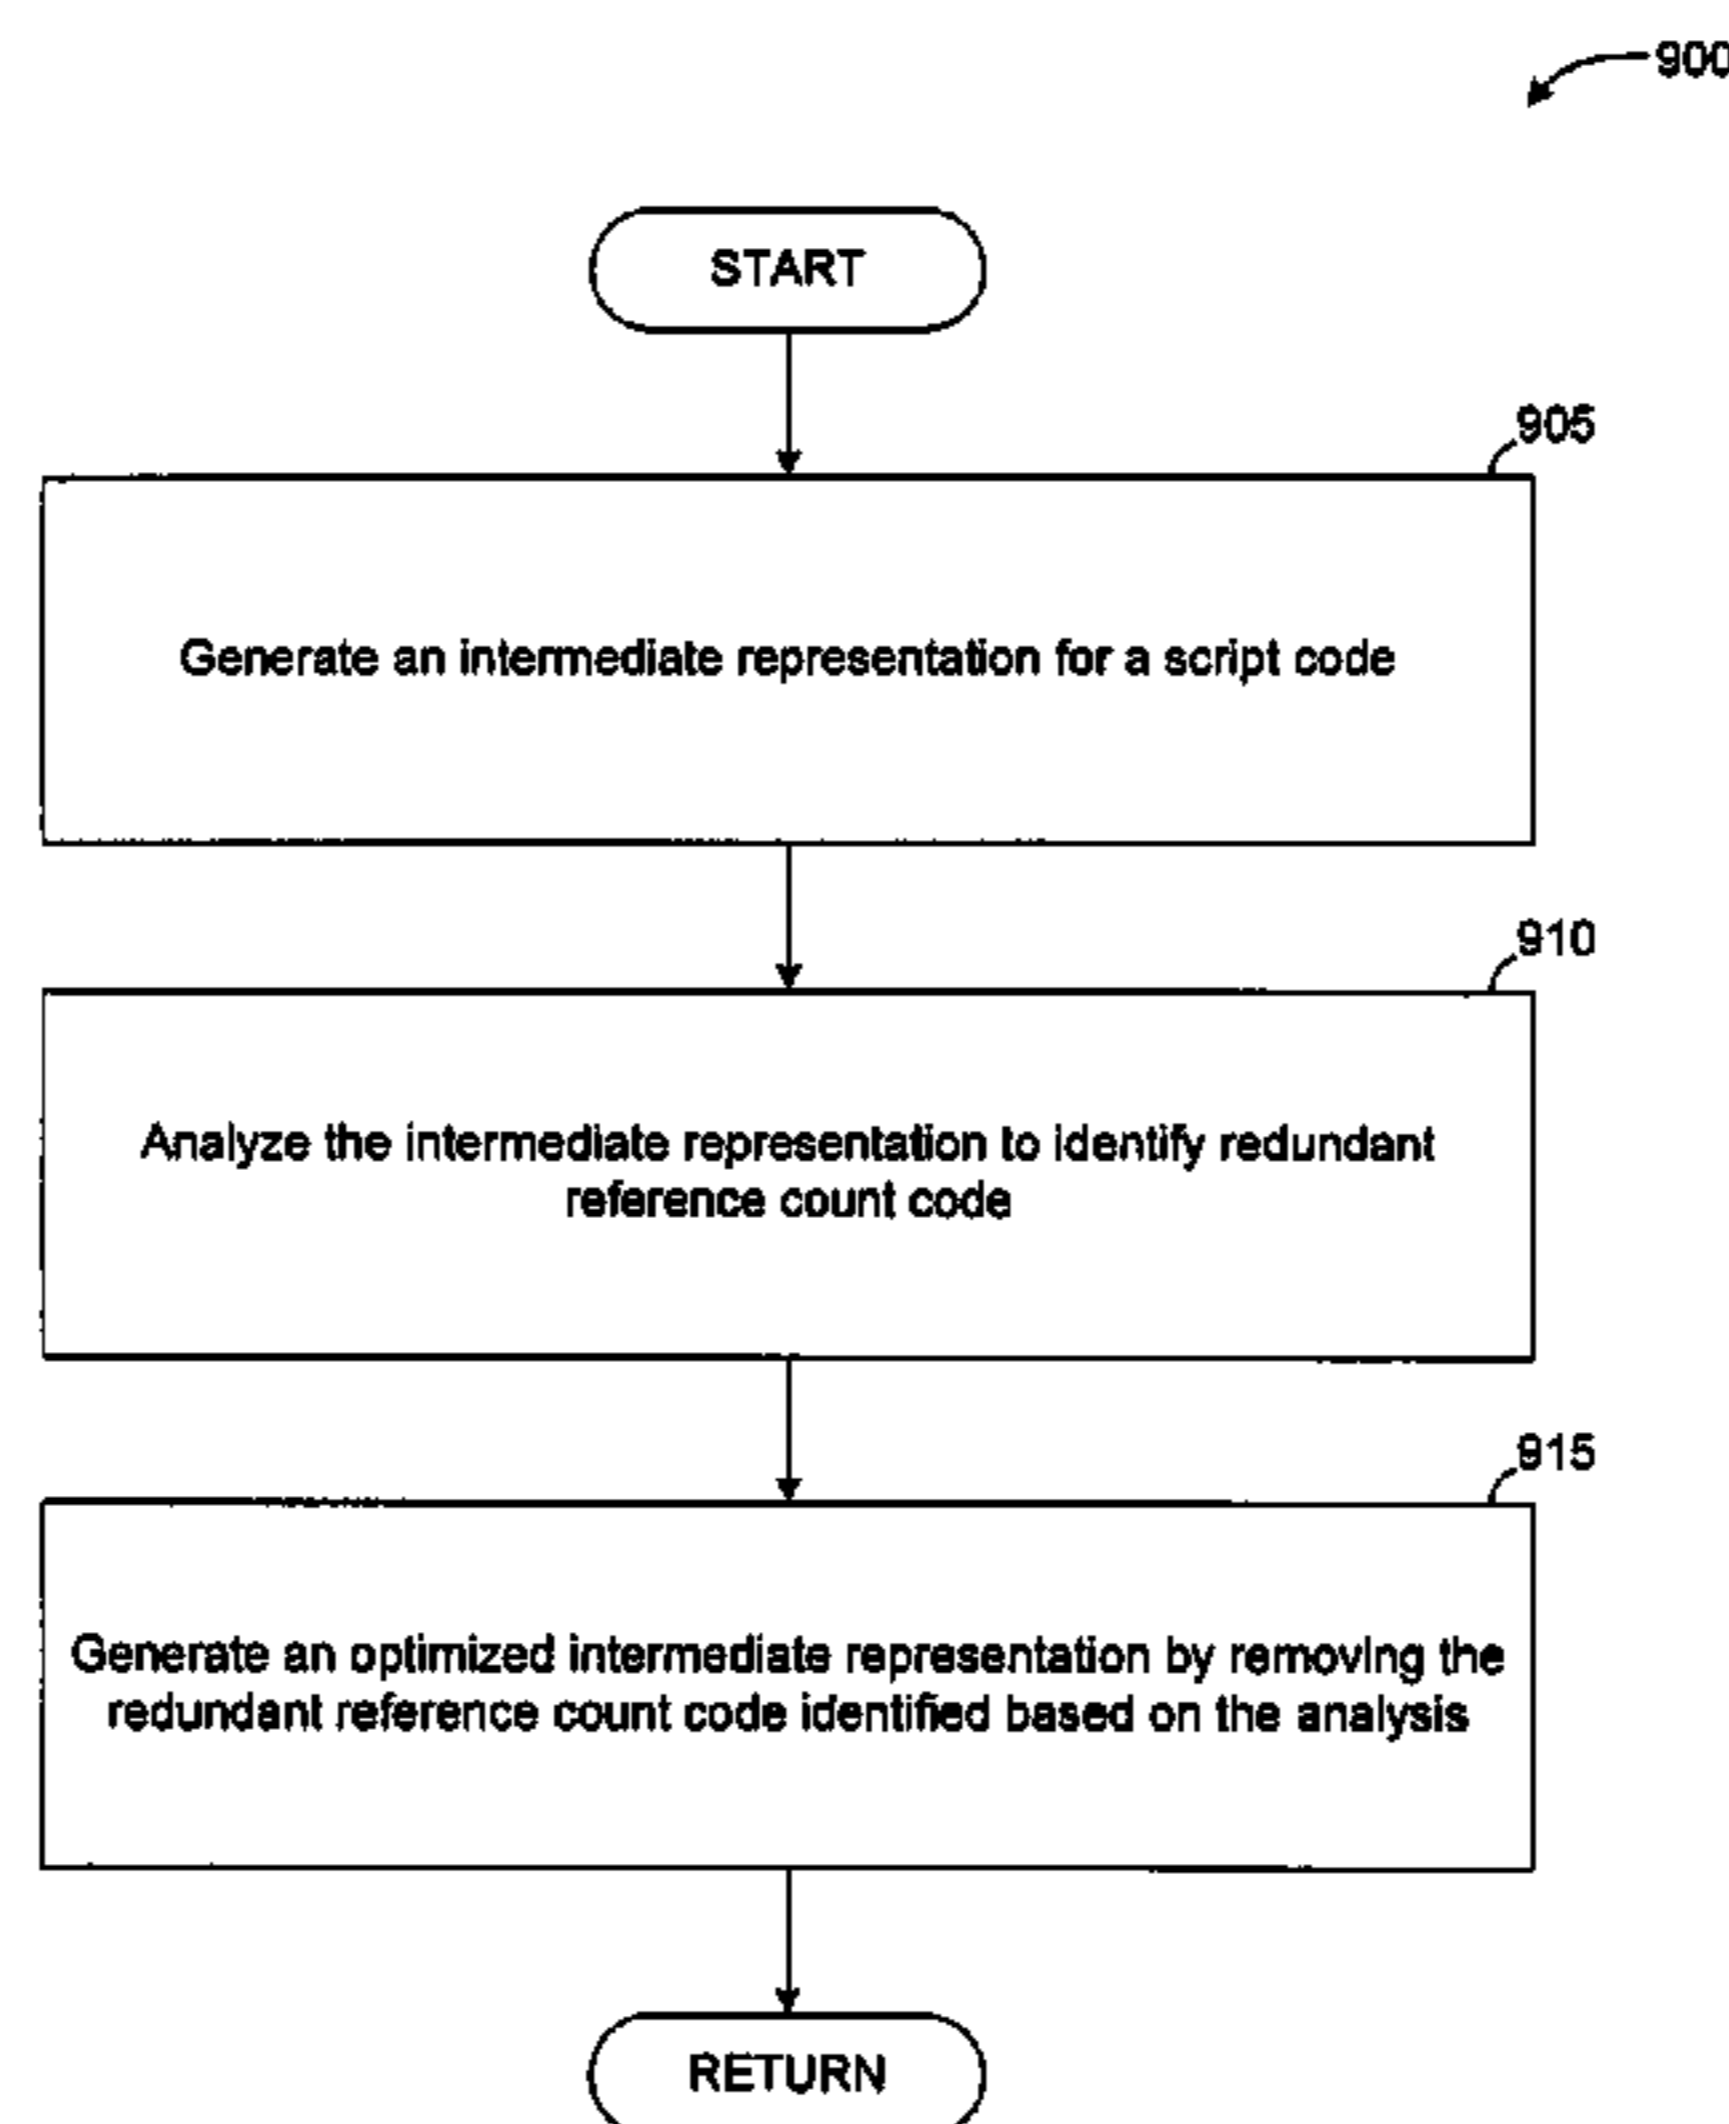 900
START
905
Generate an intermediate representation for a script code
910
Analyze the intermediate representation to identify redundant
reference count code
915
Generate an optimized intermediate representation by removing the
redundant reference count code identified based on the analysis
RETURN